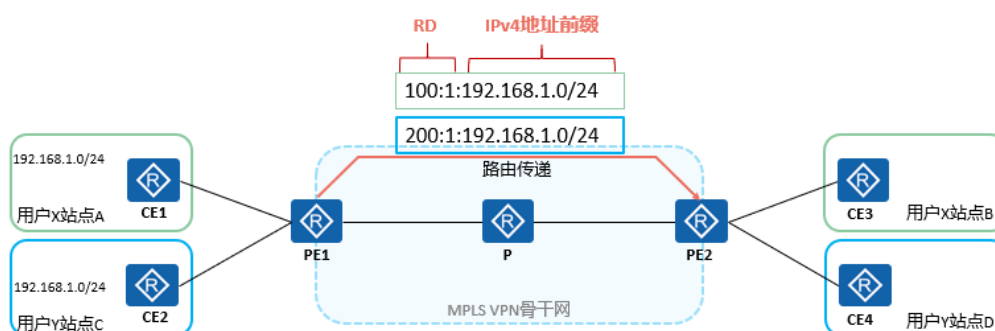 RD
IPv4地址前缀
100:1:192.168.1.0/24
200:1:192.168.1.0/24
路由传递
192.168.1.0/24
R
CE1
用户X站点A
R
CE3
用户X站点B
R
PE1
R
P
R
PE2
192.168.1.0/24
R
CE2
用户Y站点C
R
CE4
用户Y站点D
MPLS VPN骨干网